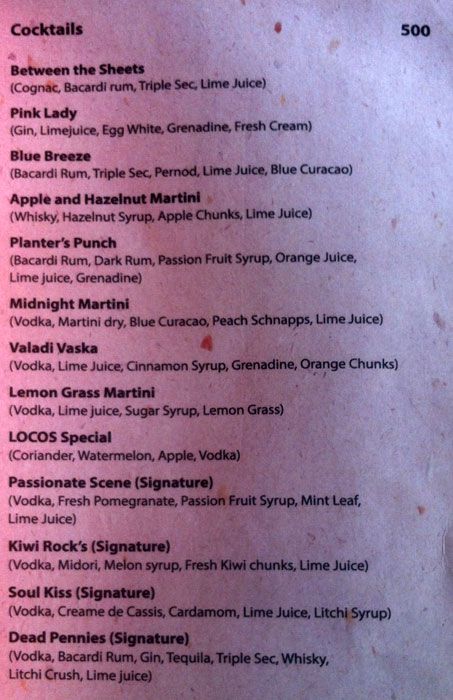 Cocktails 500
Between the Sheets
(Cognac, Bacardi rum, Triple Sec, Lime Juice)
Pink Lady
(Gin, Limejuice, Egg White, Grenadine, Fresh Cream)
Blue Breeze
(Bacardi Rum, Triple Sec, Pernod, Lime Juice, Blue Curacao)
Apple and Hazelnut Martini
(Whisky, Hazelnut Syrup, Apple Chunks, Lime Juice)
Planter's Punch
(Bacardi Rum, Dark Rum, Passion Fruit Syrup, Orange Juice,
Lime juice, Grenadine)
Midnight Martini
(Vodka, Martini dry, Blue Curacao, Peach Schnapps, Lime Juice)
Valadi Vaska
(Vodka, Lime Juice, Cinnamon Syrup, Grenadine, Orange Chunks)
Lemon Grass Martini
(Vodka, Lime juice, Sugar Syrup, Lemon Grass)
LOCOS Special
(Coriander, Watermelon, Apple, Vodka)
Passionate Scene (Signature)
(Vodka, Fresh Pomegranate, Passion Fruit Syrup, Mint Leaf,
Lime Juice)
Kiwi Rock's (Signature)
(Vodka, Midori, Melon syrup, Fresh Kiwi chunks, Lime Juice)
Soul Kiss (Signature)
(Vodka, Creame de Cassis, Cardamom, Lime Juice, Litchi Syrup)
Dead Pennies (Signature)
(Vodka, Bacardi Rum, Gin, Tequila, Triple Sec, Whisky,
Litchi Crush, Lime juice)